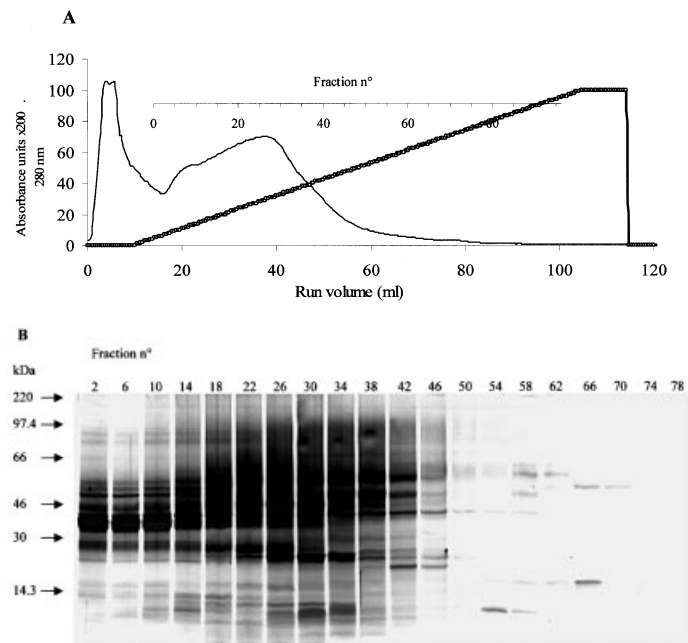 A
Absorbance units x200 .
280 nm
120
100
80
60
40
20
0
Fraction n°
0 20 40 60 80
0 20 40 60 80 100 120
Run volume (ml)
B
Fraction n°
kDa
2 6 10 14 18 22 26 30 34 38 42 46 50 54 58 62 66 70 74 78
220
97.4
66
46
30
14.3